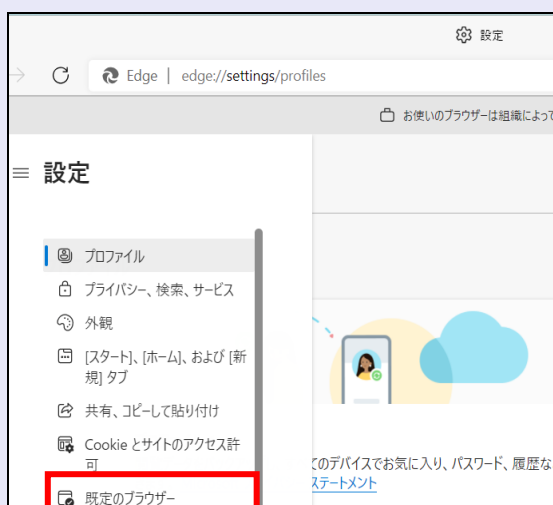 設定
Edge | edge://settings/profiles
お使いのブラウザーは組織によって
設定
プロファイル
プライバシー、検索、サービス
外観
[スタート]、[ホーム]、および [新
規] タブ
共有、コピーして貼り付け
Cookie とサイトのアクセス許
可
てのデバイスでお気に入り、パスワード、履歴な
ステートメント
既定のブラウザー